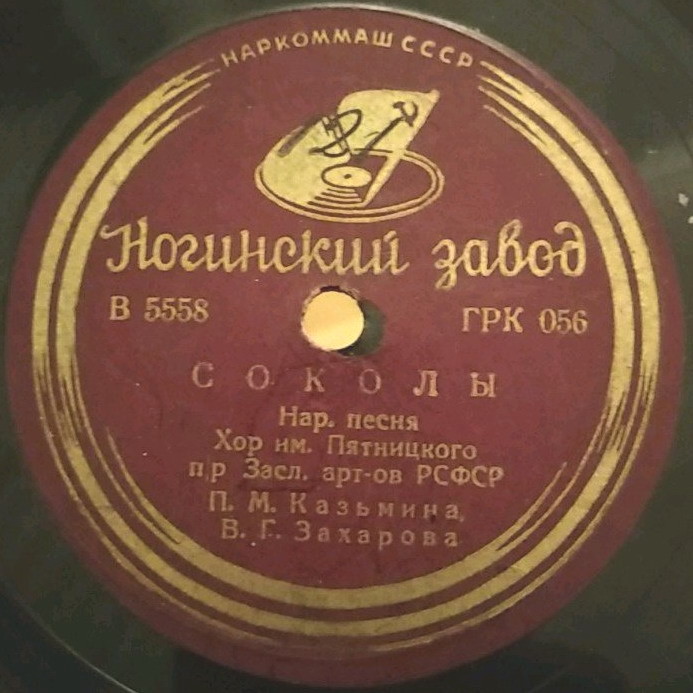 НАРКОММАШ СССР
Ногинский завод
В 5558 ГРК 056
СОКОЛЫ
Нар. песня
Хор им. Пятницкого
п/р Засл. арт-ов РСФСР
П. М. Казьмина,
В. Г. Захарова